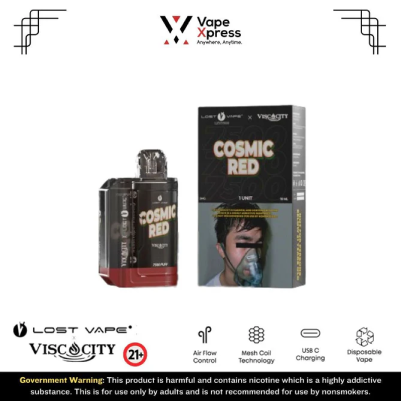 Vape
Xpress
Anywhere, Anytime.
LOST VAPE × VISCOCITY
COSMIC
RED
1 UNIT
COSMIC
RED
LOST VAPE
VISCOCITY
21+
Air Flow
Control
Mesh Coil
Technology
USB C
Charging
Disposable
Vape
Government Warning: This product is harmful and contains nicotine which is a highly addictive
substance. This is for use only by adults and is not recommended for use by nonsmokers.